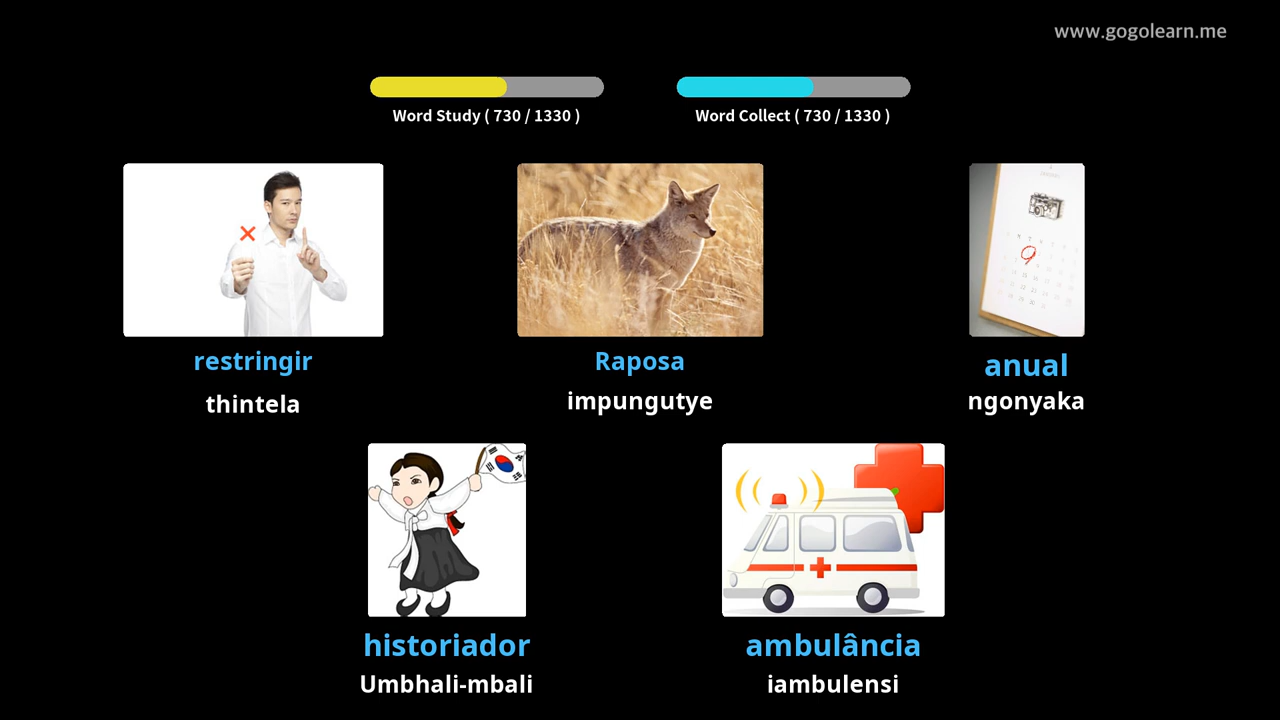 www.gogolearn.me
Word Study ( 730 / 1330 )
Word Collect ( 730 / 1330 )
restringir
thintela
Raposa
impungutye
anual
ngonyaka
historiador
Umbhali-mbali
ambulância
iambulensi